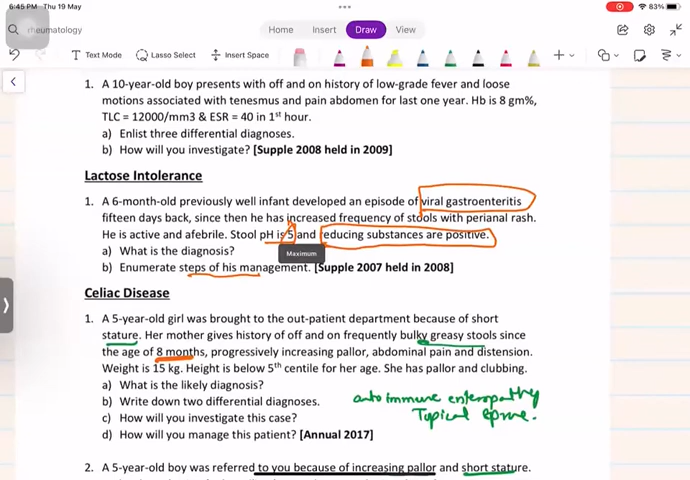 6:45 PM Thu 19 May
83%
rheumatology
Home Insert Draw View
Text Mode Lasso Select Insert Space
1. A 10-year-old boy presents with off and on history of low-grade fever and loose
motions associated with tenesmus and pain abdomen for last one year. Hb is 8 gm%,
TLC = 12000/mm3 & ESR = 40 in 1st hour.
a) Enlist three differential diagnoses.
b) How will you investigate? [Supple 2008 held in 2009]
Lactose Intolerance
1. A 6-month-old previously well infant developed an episode of viral gastroenteritis
fifteen days back, since then he has increased frequency of stools with perianal rash.
He is active and afebrile. Stool pH is 5 and reducing substances are positive.
a) What is the diagnosis?
Maximum
b) Enumerate steps of his management. [Supple 2007 held in 2008]
Celiac Disease
1. A 5-year-old girl was brought to the out-patient department because of short
stature. Her mother gives history of off and on frequently bulky greasy stools since
the age of 8 months, progressively increasing pallor, abdominal pain and distension.
Weight is 15 kg. Height is below 5th centile for her age. She has pallor and clubbing.
a) What is the likely diagnosis?
b) Write down two differential diagnoses.
auto immune enteropathy
c) How will you investigate this case?
Topical sprue.
d) How will you manage this patient? [Annual 2017]
2. A 5-year-old boy was referred to you because of increasing pallor and short stature.